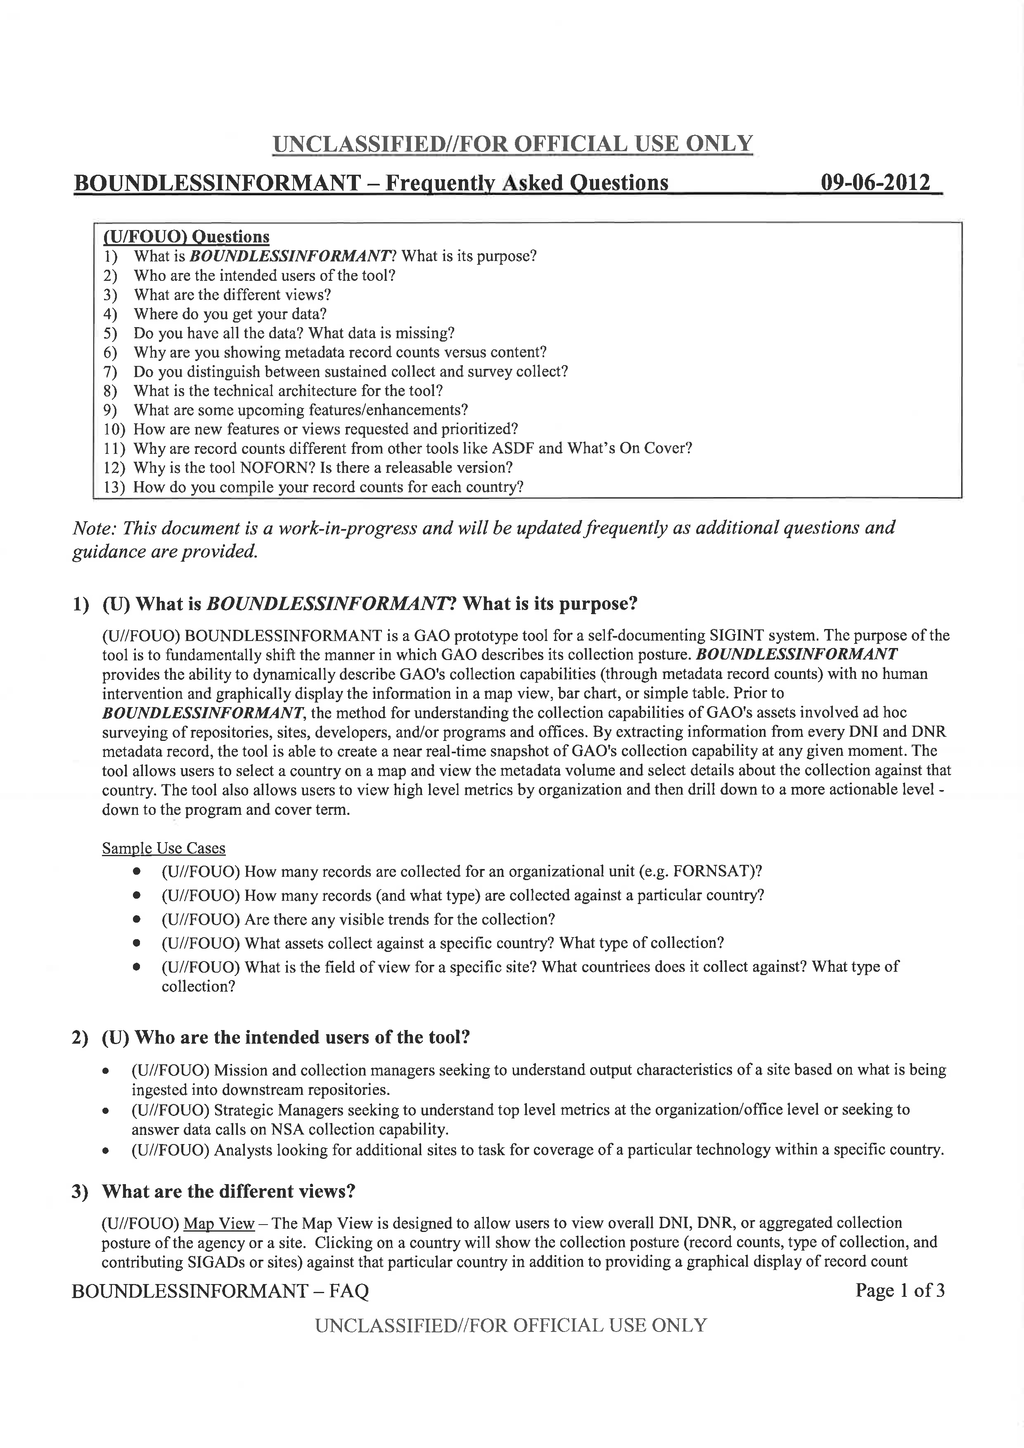 UNCLASSIFIED//FOR OFFICIAL USE ONLY
BOUNDLESSINFORMANT – Frequently Asked Questions 09-06-2012
(U/FOUO) Questions
1) What is BOUNDLESSINFORMANT? What is its purpose?
2) Who are the intended users of the tool?
3) What are the different views?
4) Where do you get your data?
5) Do you have all the data? What data is missing?
6) Why are you showing metadata record counts versus content?
7) Do you distinguish between sustained collect and survey collect?
8) What is the technical architecture for the tool?
9) What are some upcoming features/enhancements?
10) How are new features or views requested and prioritized?
11) Why are record counts different from other tools like ASDF and What's On Cover?
12) Why is the tool NOFORN? Is there a releasable version?
13) How do you compile your record counts for each country?
Note: This document is a work-in-progress and will be updated frequently as additional questions and
guidance are provided.
1) (U) What is BOUNDLESSINFORMANT? What is its purpose?
(U//FOUO) BOUNDLESSINFORMANT is a GAO prototype tool for a self-documenting SIGINT system. The purpose of the
tool is to fundamentally shift the manner in which GAO describes its collection posture. BOUNDLESSINFORMANT
provides the ability to dynamically describe GAO's collection capabilities (through metadata record counts) with no human
intervention and graphically display the information in a map view, bar chart, or simple table. Prior to
BOUNDLESSINFORMANT, the method for understanding the collection capabilities of GAO's assets involved ad hoc
surveying of repositories, sites, developers, and/or programs and offices. By extracting information from every DNI and DNR
metadata record, the tool is able to create a near real-time snapshot of GAO's collection capability at any given moment. The
tool allows users to select a country on a map and view the metadata volume and select details about the collection against that
country. The tool also allows users to view high level metrics by organization and then drill down to a more actionable level -
down to the program and cover term.
Sample Use Cases
• (U//FOUO) How many records are collected for an organizational unit (e.g. FORNSAT)?
• (U//FOUO) How many records (and what type) are collected against a particular country?
• (U//FOUO) Are there any visible trends for the collection?
• (U//FOUO) What assets collect against a specific country? What type of collection?
• (U//FOUO) What is the field of view for a specific site? What countriees does it collect against? What type of
collection?
2) (U) Who are the intended users of the tool?
• (U//FOUO) Mission and collection managers seeking to understand output characteristics of a site based on what is being
ingested into downstream repositories.
• (U//FOUO) Strategic Managers seeking to understand top level metrics at the organization/office level or seeking to
answer data calls on NSA collection capability.
• (U//FOUO) Analysts looking for additional sites to task for coverage of a particular technology within a specific country.
3) What are the different views?
(U//FOUO) Map View – The Map View is designed to allow users to view overall DNI, DNR, or aggregated collection
posture of the agency or a site. Clicking on a country will show the collection posture (record counts, type of collection, and
contributing SIGADs or sites) against that particular country in addition to providing a graphical display of record count
BOUNDLESSINFORMANT – FAQ Page 1 of 3
UNCLASSIFIED//FOR OFFICIAL USE ONLY